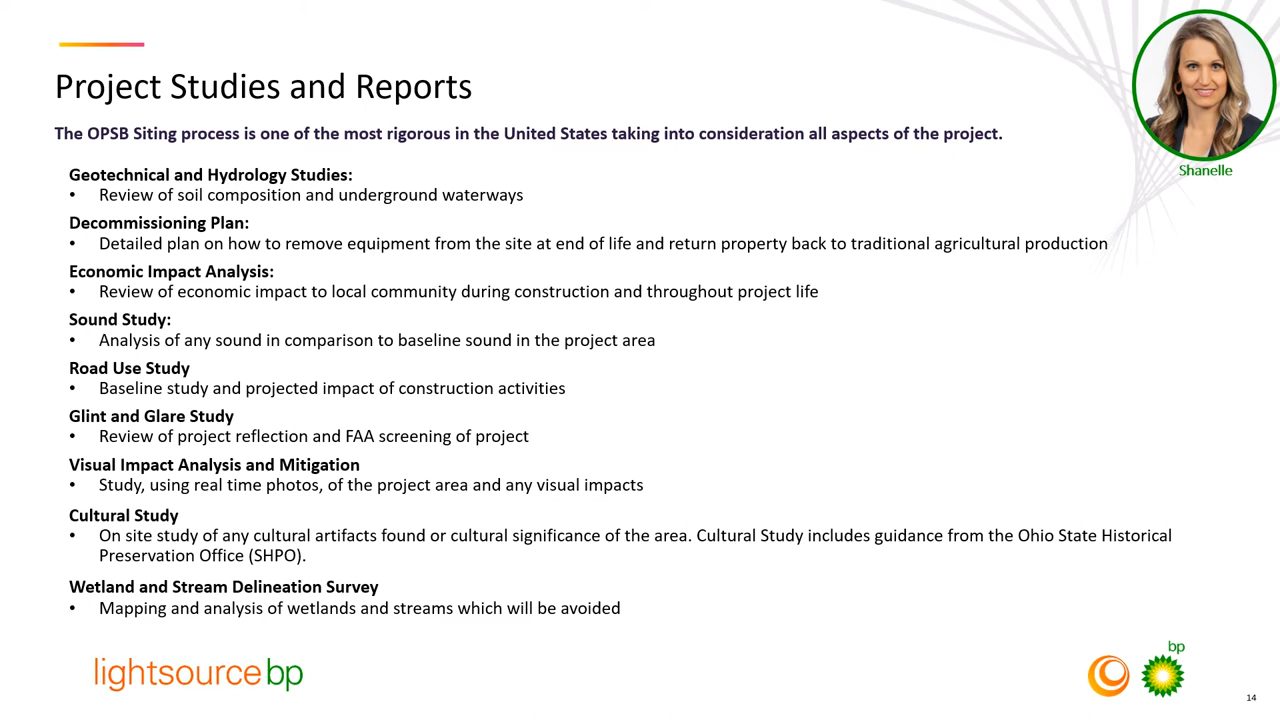 Project Studies and Reports
The OPSB Siting process is one of the most rigorous in the United States taking into consideration all aspects of the project.
Shanelle
Geotechnical and Hydrology Studies:
• Review of soil composition and underground waterways
Decommissioning Plan:
• Detailed plan on how to remove equipment from the site at end of life and return property back to traditional agricultural production
Economic Impact Analysis:
• Review of economic impact to local community during construction and throughout project life
Sound Study:
• Analysis of any sound in comparison to baseline sound in the project area
Road Use Study
• Baseline study and projected impact of construction activities
Glint and Glare Study
• Review of project reflection and FAA screening of project
Visual Impact Analysis and Mitigation
• Study, using real time photos, of the project area and any visual impacts
Cultural Study
• On site study of any cultural artifacts found or cultural significance of the area. Cultural Study includes guidance from the Ohio State Historical
Preservation Office (SHPO).
Wetland and Stream Delineation Survey
• Mapping and analysis of wetlands and streams which will be avoided
lightsource bp
bp
14